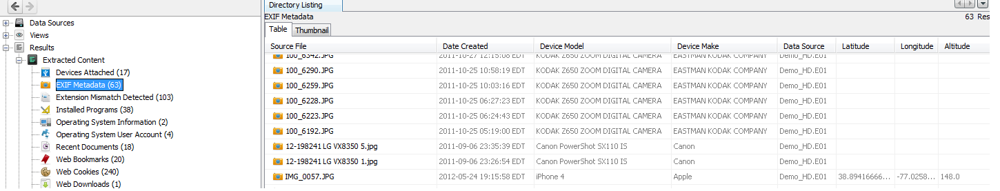 Data Sources
Views
Results
Extracted Content
Devices Attached (17)
EXIF Metadata (63)
Extension Mismatch Detected (103)
Installed Programs (38)
Operating System Information (2)
Operating System User Account (4)
Recent Documents (18)
Web Bookmarks (20)
Web Cookies (240)
Web Downloads (1)
Directory Listing
EXIF Metadata 63 Res
Table Thumbnail
Source File Date Created Device Model Device Make Data Source Latitude Longitude Altitude
100_6342.JPG 2011-10-27 12:15:08 EDT KODAK Z650 ZOOM DIGITAL CAMERA EASTMAN KODAK COMPANY Demo_HD.E01
100_6290.JPG 2011-10-25 10:58:19 EDT KODAK Z650 ZOOM DIGITAL CAMERA EASTMAN KODAK COMPANY Demo_HD.E01
100_6259.JPG 2011-10-25 10:03:16 EDT KODAK Z650 ZOOM DIGITAL CAMERA EASTMAN KODAK COMPANY Demo_HD.E01
100_6228.JPG 2011-10-25 06:27:23 EDT KODAK Z650 ZOOM DIGITAL CAMERA EASTMAN KODAK COMPANY Demo_HD.E01
100_6223.JPG 2011-10-25 06:24:43 EDT KODAK Z650 ZOOM DIGITAL CAMERA EASTMAN KODAK COMPANY Demo_HD.E01
100_6192.JPG 2011-10-25 05:19:00 EDT KODAK Z650 ZOOM DIGITAL CAMERA EASTMAN KODAK COMPANY Demo_HD.E01
12-198241 LG VX8350 5.jpg 2011-09-06 23:35:39 EDT Canon PowerShot SX110 IS Canon Demo_HD.E01
12-198241 LG VX8350 1.jpg 2011-09-06 23:26:54 EDT Canon PowerShot SX110 IS Canon Demo_HD.E01
IMG_0057.JPG 2012-05-24 19:15:58 EDT iPhone 4 Apple Demo_HD.E01 38.89416666... -77.0258... 148.0